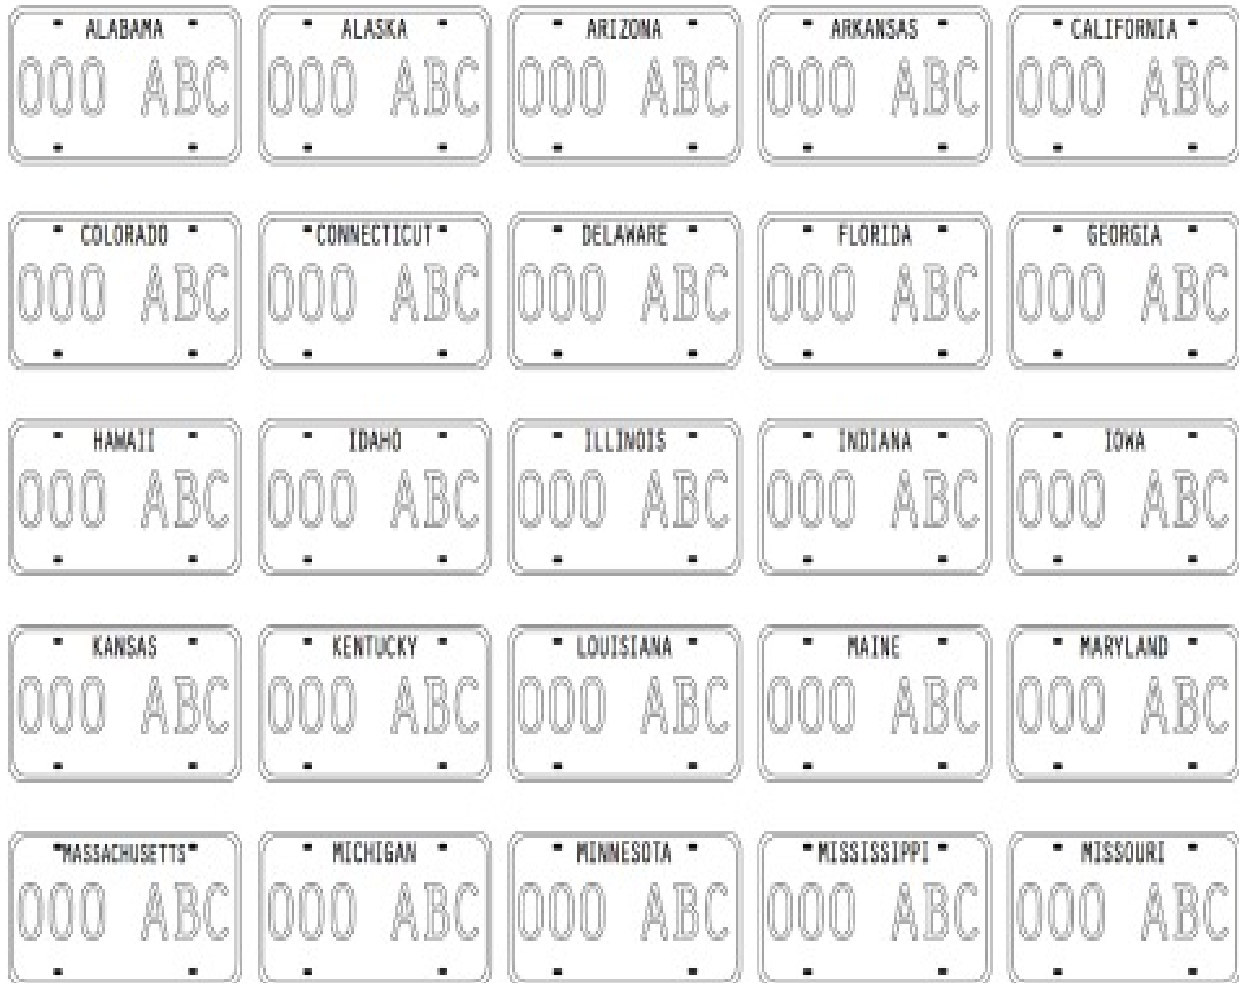 ALABAMA ALASKA ARIZONA ARKANSAS CALIFORNIA
000 ABC 000 ABC 000 ABC 000 ABC 000 ABC
COLORADO CONNECTICUT DELAWARE FLORIDA GEORGIA
000 ABC 000 ABC 000 ABC 000 ABC 000 ABC
HAWAII IDAHO ILLINOIS INDIANA IOWA
000 ABC 000 ABC 000 ABC 000 ABC 000 ABC
KANSAS KENTUCKY LOUISIANA MAINE MARYLAND
000 ABC 000 ABC 000 ABC 000 ABC 000 ABC
MASSACHUSETTS MICHIGAN MINNESOTA MISSISSIPPI MISSOURI
000 ABC 000 ABC 000 ABC 000 ABC 000 ABC